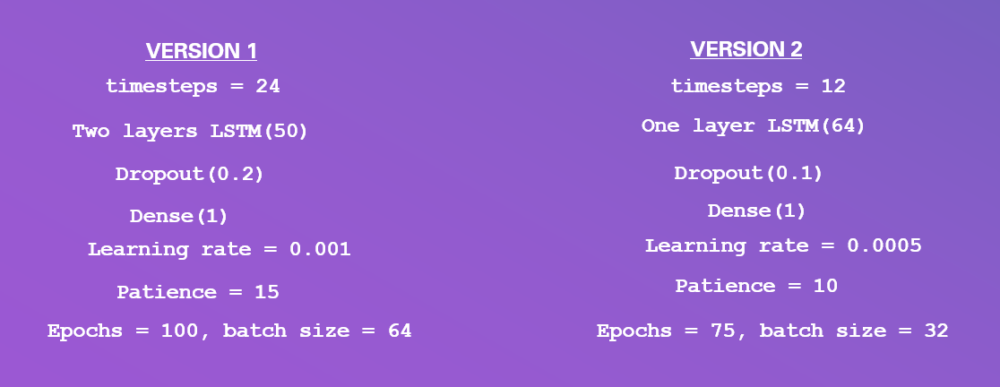 VERSION 1
timesteps = 24
Two layers LSTM(50)
Dropout(0.2)
Dense(1)
Learning rate = 0.001
Patience = 15
Epochs = 100, batch size = 64
VERSION 2
timesteps = 12
One layer LSTM(64)
Dropout(0.1)
Dense(1)
Learning rate = 0.0005
Patience = 10
Epochs = 75, batch size = 32